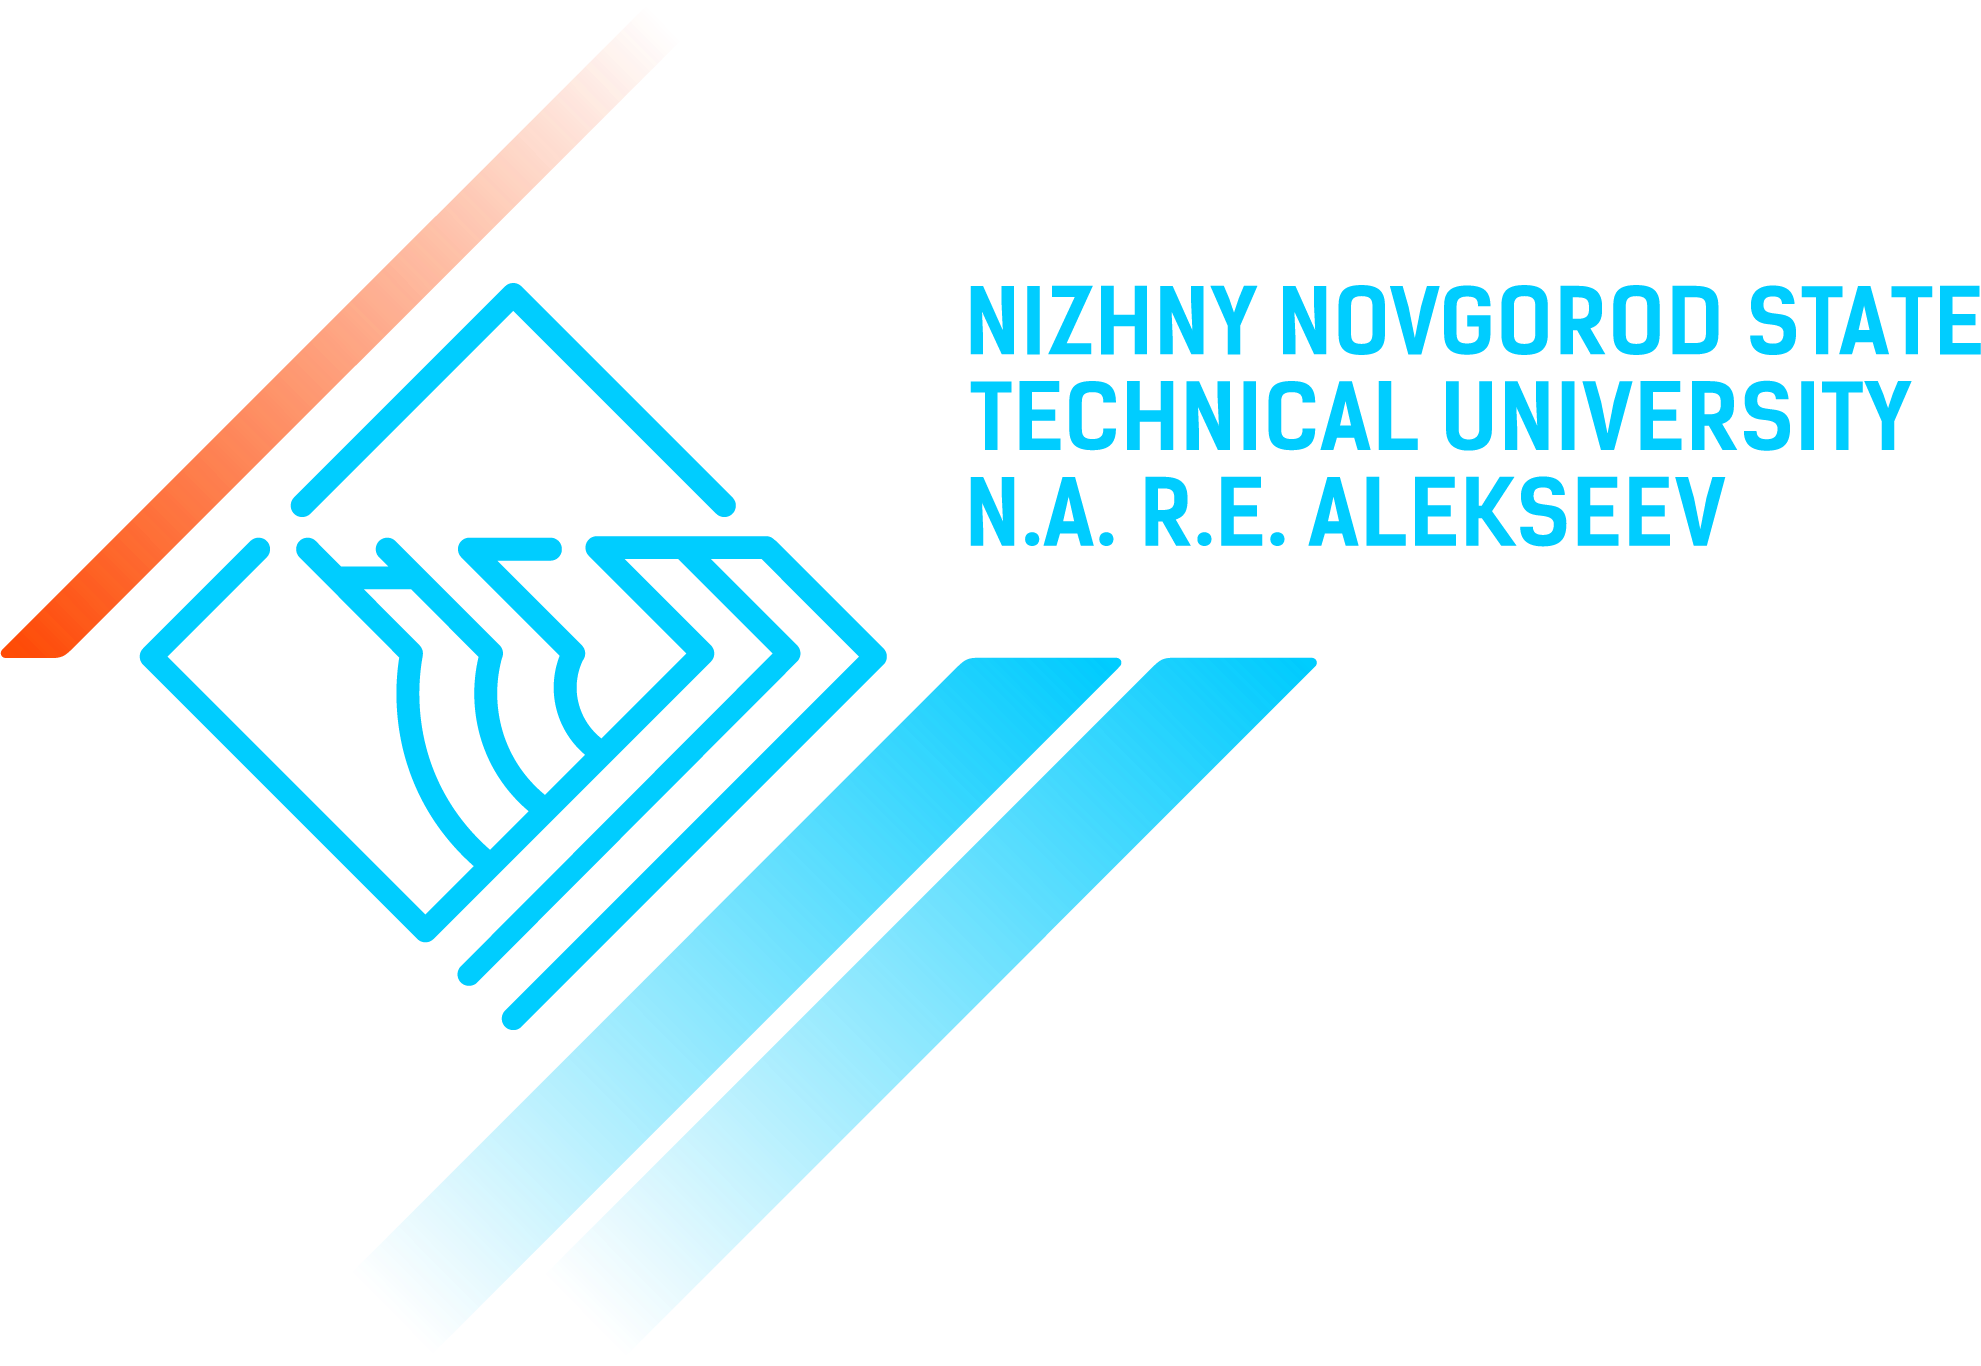 NIZHNY NOVGOROD STATE
TECHNICAL UNIVERSITY
N.A. R.E. ALEKSEEV